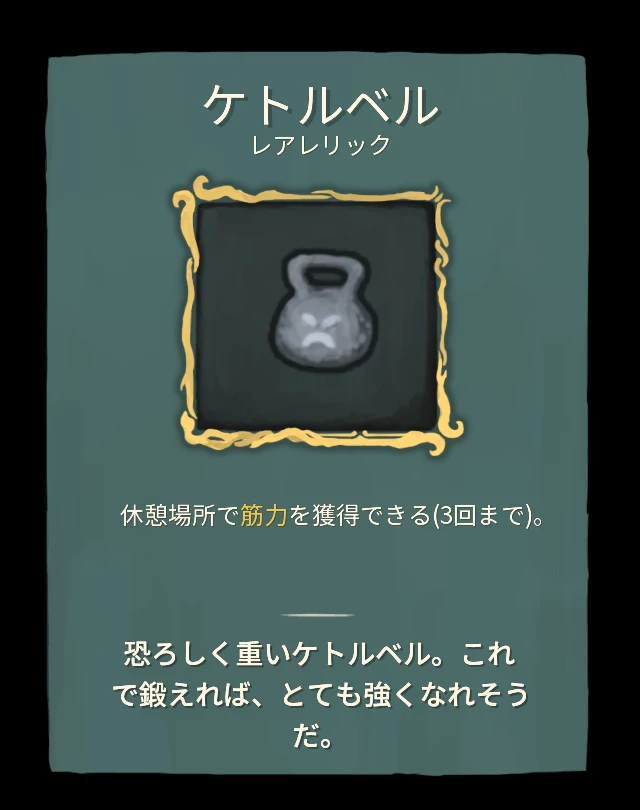 ケトルベル
レアレリック
休憩場所で筋力を獲得できる(3回まで)。
恐ろしく重いケトルベル。これ
で鍛えれば、とても強くなれそう
だ。